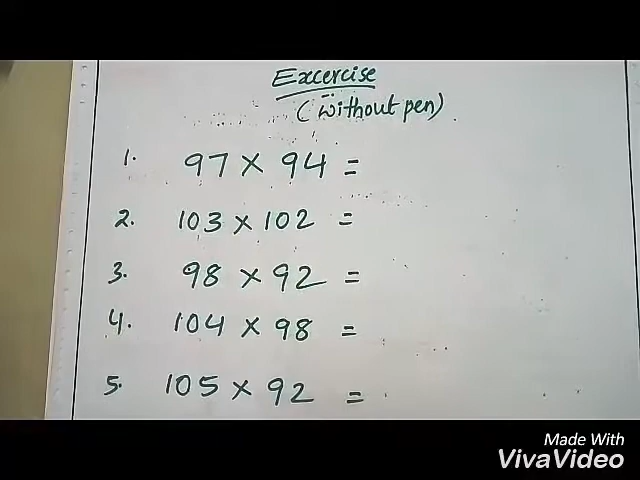 Excercise
(without pen)
1. 97 × 94 =
2. 103 × 102 =
3. 98 × 92 =
4. 104 × 98 =
5. 105 × 92 =
Made With
VivaVideo